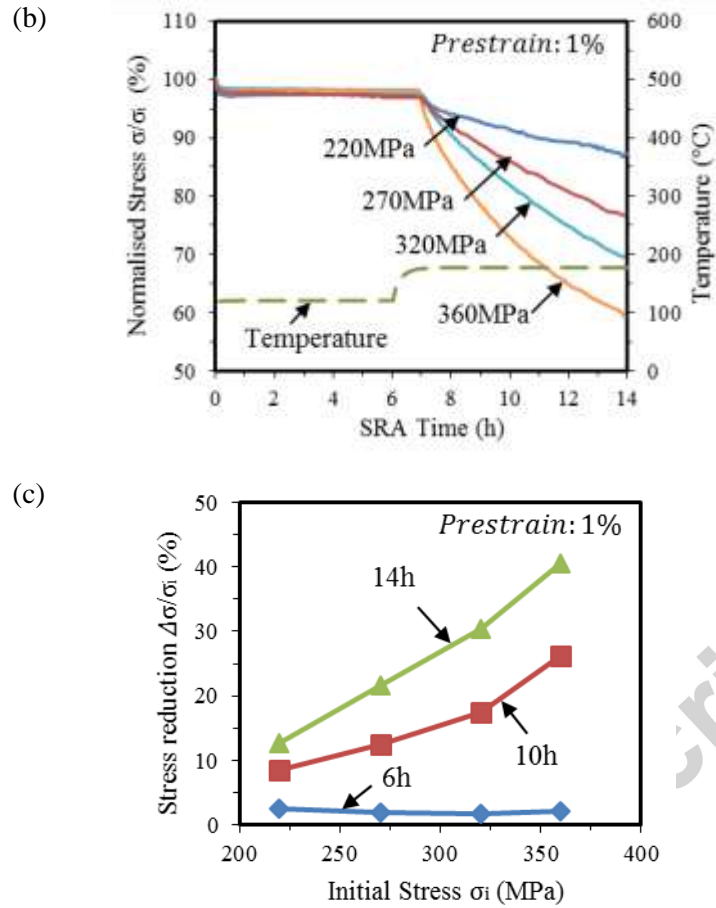 (b)
Prestrain: 1%
Normalised Stress σ/σi (%)
110
100
90
80
70
60
50
600
500
400
300
200
100
0
Temperature (°C)
220MPa
270MPa
320MPa
360MPa
Temperature
0 2 4 6 8 10 12 14
SRA Time (h)
(c)
Prestrain: 1%
Stress reduction Δσ/σi (%)
50
40
30
20
10
0
14h
10h
6h
200 250 300 350 400
Initial Stress σi (MPa)